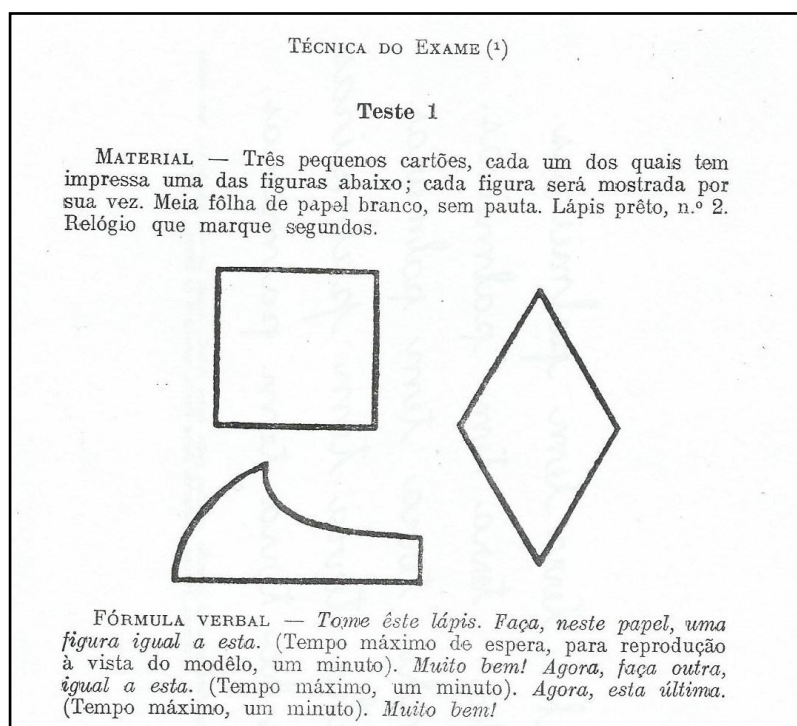 TÉCNICA DO EXAME (¹)
Teste 1
MATERIAL — Três pequenos cartões, cada um dos quais tem
impressa uma das figuras abaixo; cada figura será mostrada por
sua vez. Meia fôlha de papel branco, sem pauta. Lápis prêto, n.º 2.
Relógio que marque segundos.
FÓRMULA VERBAL — Tome êste lápis. Faça, neste papel, uma
figura igual a esta. (Tempo máximo de espera, para reprodução
à vista do modêlo, um minuto). Muito bem! Agora, faça outra,
igual a esta. (Tempo máximo, um minuto). Agora, esta última.
(Tempo máximo, um minuto). Muito bem!